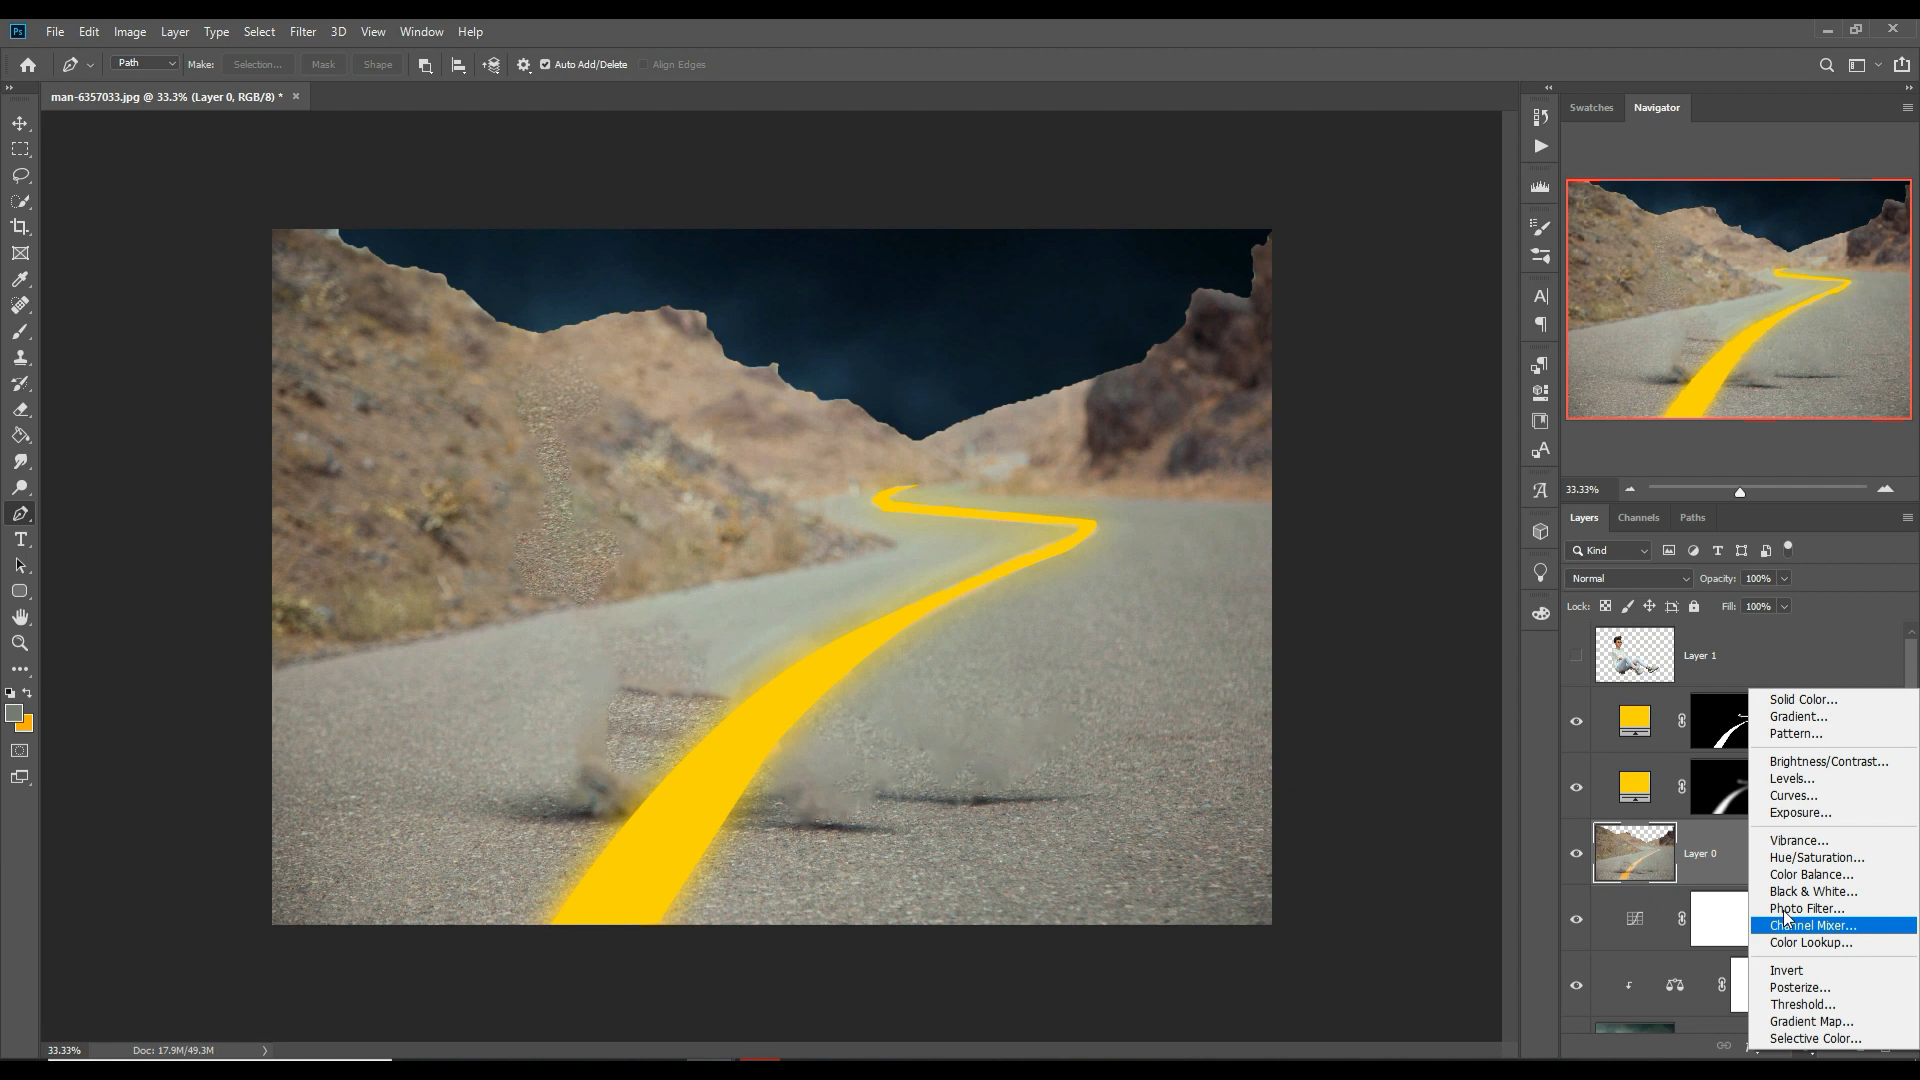 Ps File Edit Image Layer Type Select Filter 3D View Window Help
Path Make: Selection... Mask Shape Auto Add/Delete Align Edges
man-6357033.jpg @ 33.3% (Layer 0, RGB/8) *
Swatches Navigator
33.33%
Layers Channels Paths
Kind
Normal Opacity: 100%
Lock: Fill: 100%
Layer 1
Layer 0
Solid Color...
Gradient...
Pattern...
Brightness/Contrast...
Levels...
Curves...
Exposure...
Vibrance...
Hue/Saturation...
Color Balance...
Black & White...
Photo Filter...
Channel Mixer...
Color Lookup...
Invert
Posterize...
Threshold...
Gradient Map...
Selective Color...
33.33% Doc: 17.9M/49.3M